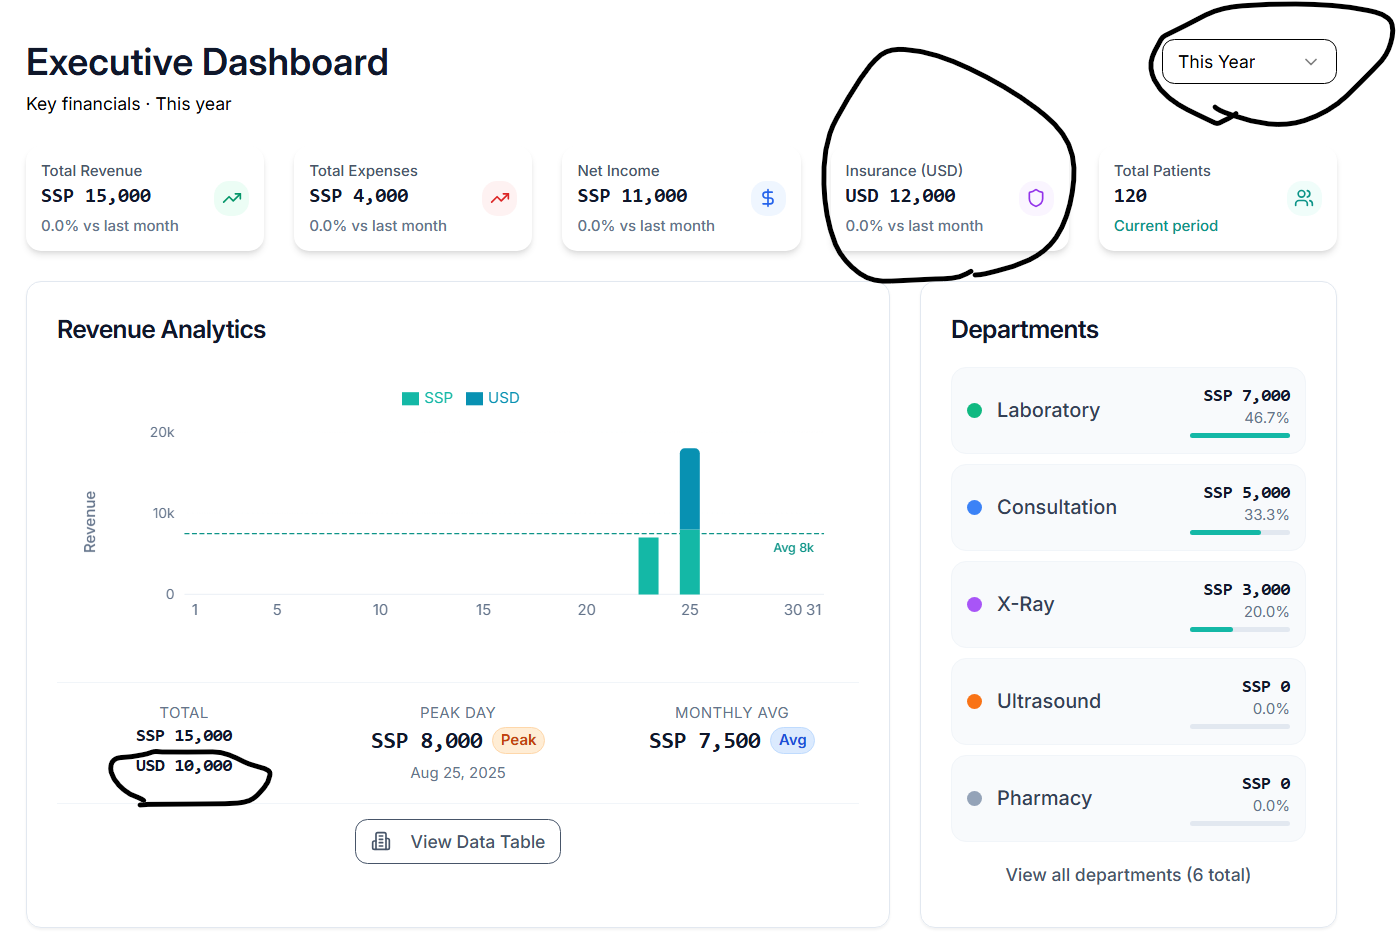 Executive Dashboard
This Year
Key financials · This year
Total Revenue
SSP 15,000
0.0% vs last month
Total Expenses
SSP 4,000
0.0% vs last month
Net Income
SSP 11,000
0.0% vs last month
Insurance (USD)
USD 12,000
0.0% vs last month
Total Patients
120
Current period
Revenue Analytics
SSP
USD
Revenue
20k
10k
0
Avg 8k
1 5 10 15 20 25 30 31
TOTAL
SSP 15,000
USD 10,000
PEAK DAY
SSP 8,000 Peak
Aug 25, 2025
MONTHLY AVG
SSP 7,500 Avg
View Data Table
Departments
Laboratory
SSP 7,000
46.7%
Consultation
SSP 5,000
33.3%
X-Ray
SSP 3,000
20.0%
Ultrasound
SSP 0
0.0%
Pharmacy
SSP 0
0.0%
View all departments (6 total)